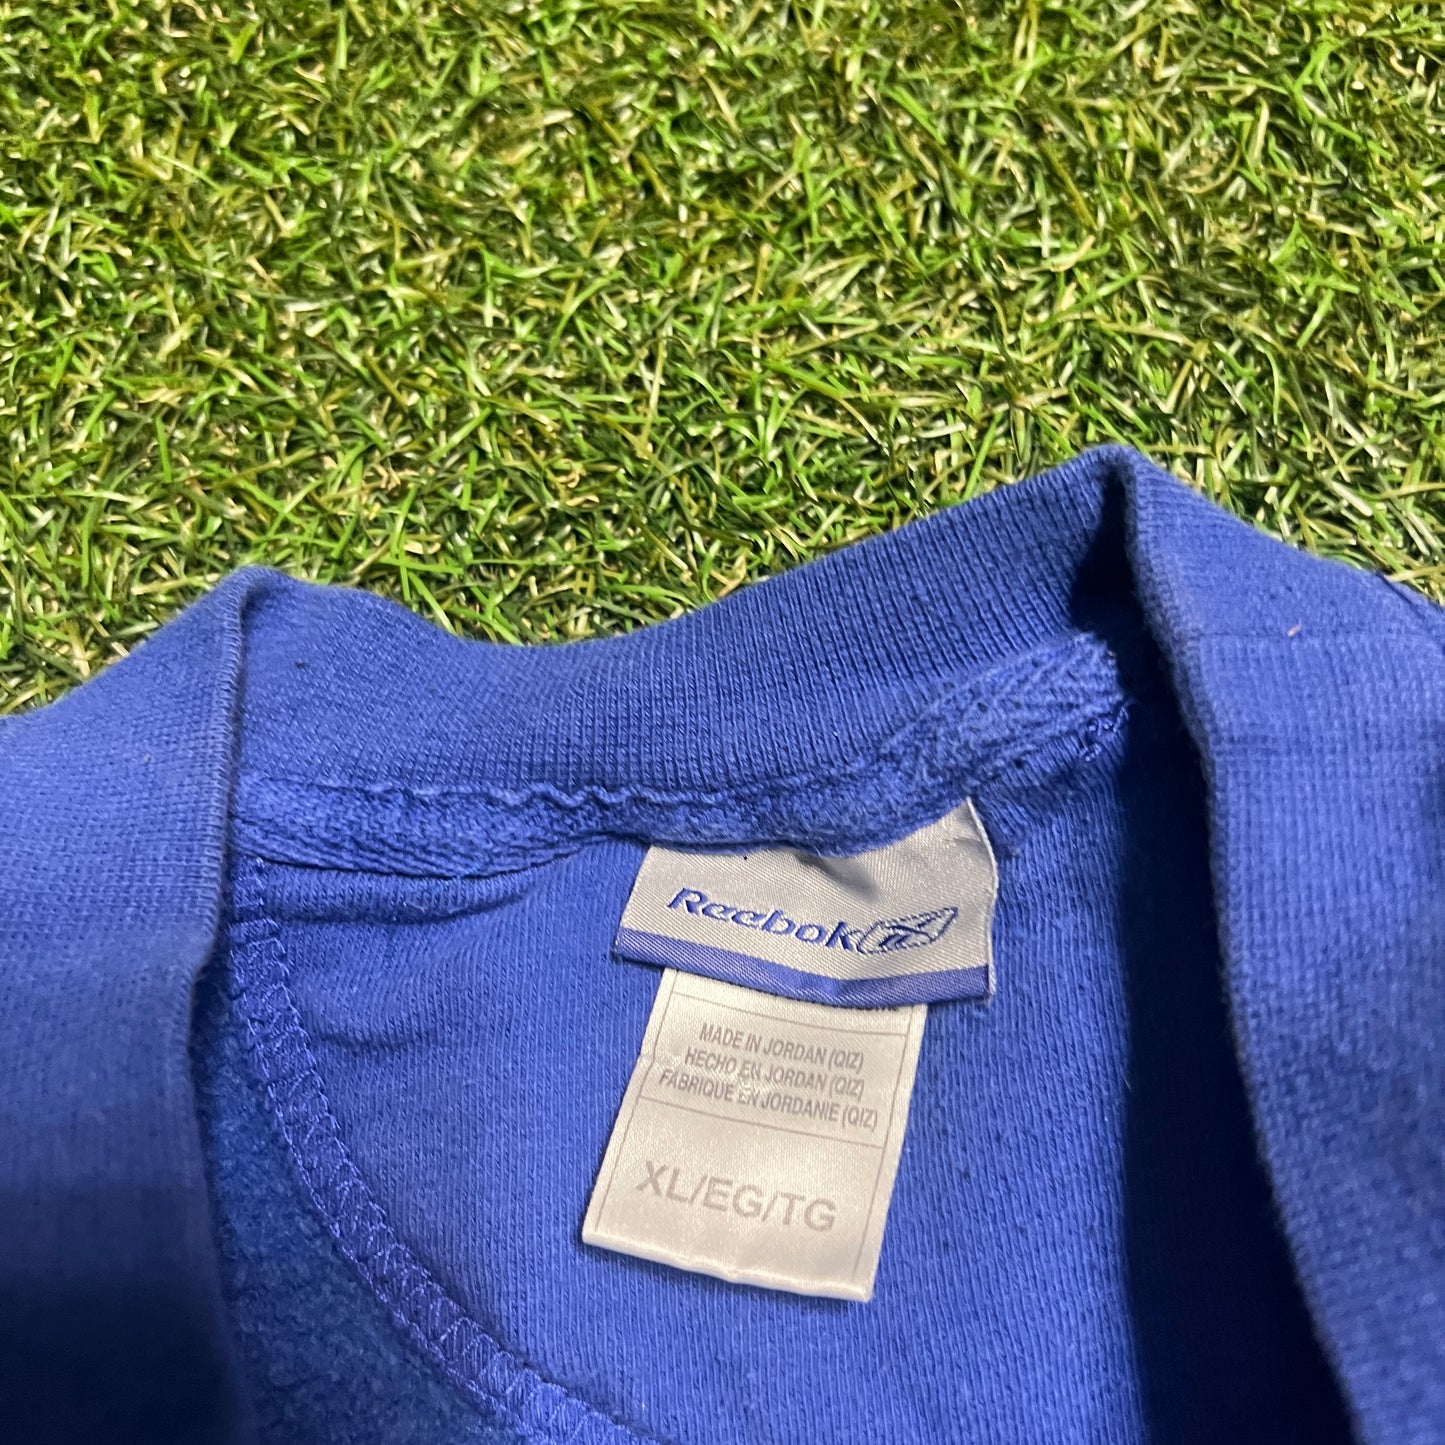 Reebok
MADE IN JORDAN (QIZ)
HECHO EN JORDAN (QIZ)
FABRIQUE EN JORDANIE (QIZ)
XL/EG/TG